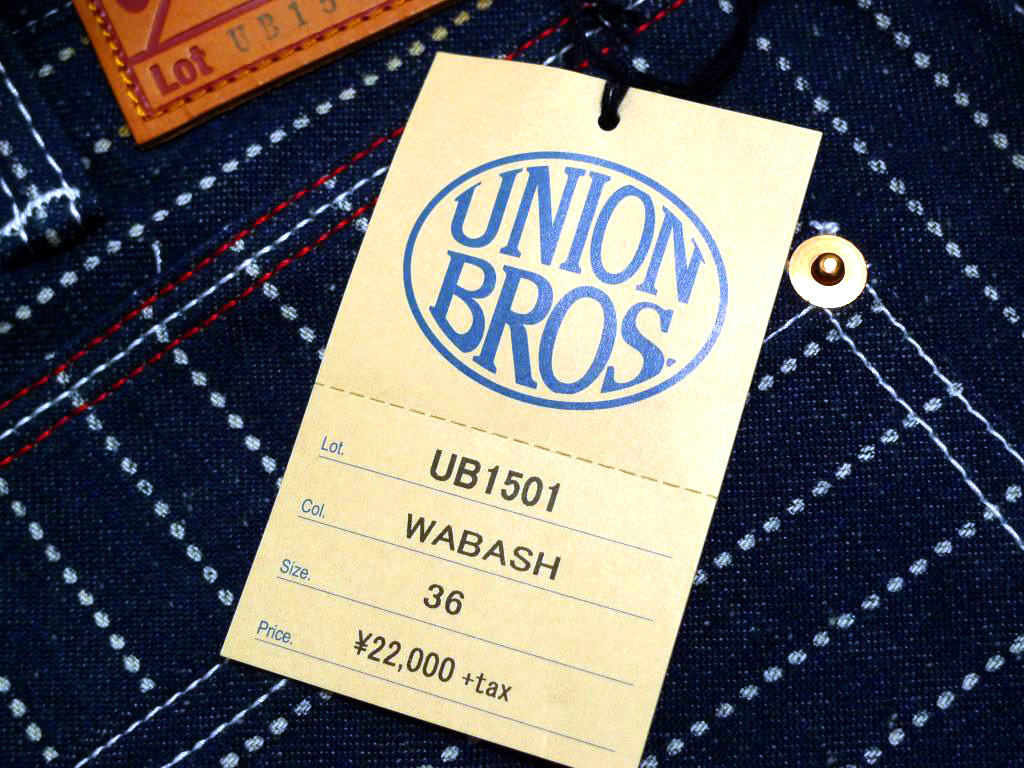 Lot UB15
UNION
BROS.
Lot. UB1501
Col. WABASH
Size. 36
Price. ¥22,000 +tax